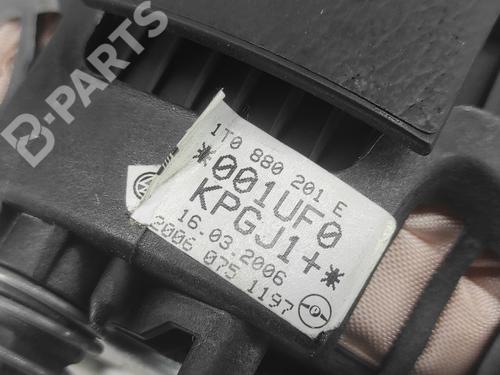 B-PARTS
1T0 880 201 E
*001UF0
KPGJ1+*
16.03.2006
2006 075 1197